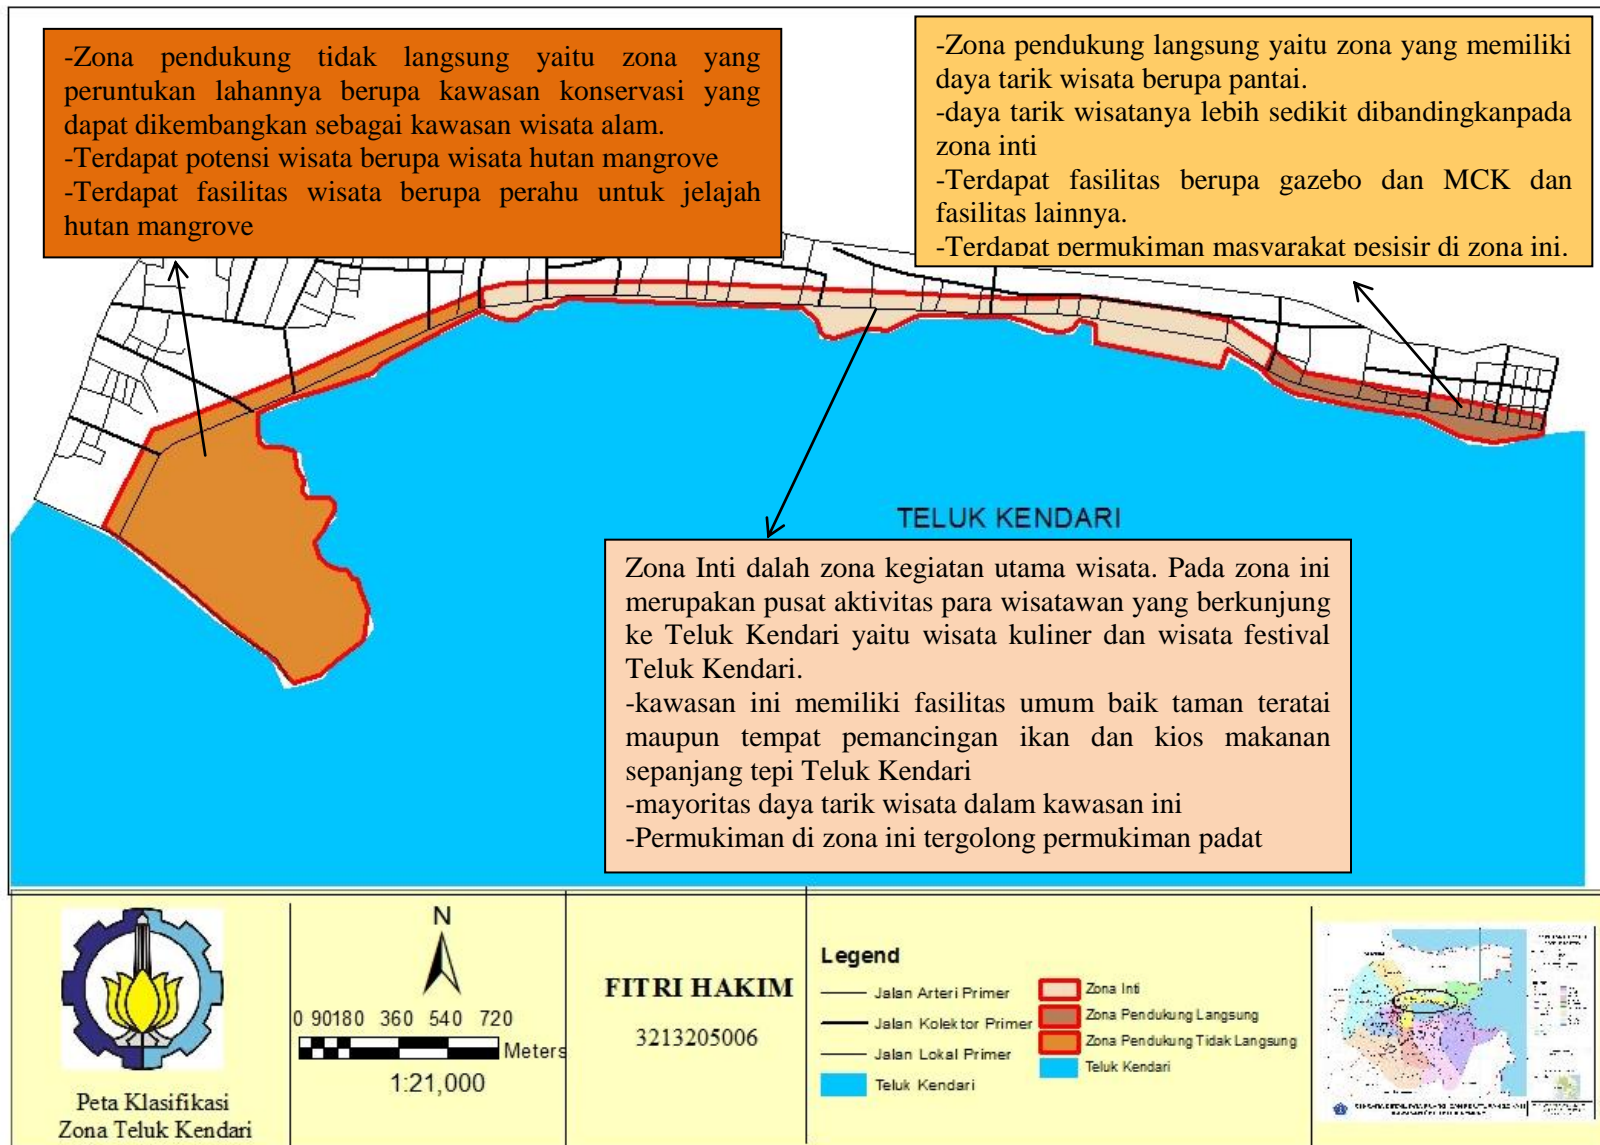 -Zona pendukung tidak langsung yaitu zona yang
peruntukan lahannya berupa kawasan konservasi yang
dapat dikembangkan sebagai kawasan wisata alam.
-Terdapat potensi wisata berupa wisata hutan mangrove
-Terdapat fasilitas wisata berupa perahu untuk jelajah
hutan mangrove
-Zona pendukung langsung yaitu zona yang memiliki
daya tarik wisata berupa pantai.
-daya tarik wisatanya lebih sedikit dibandingkanpada
zona inti
-Terdapat fasilitas berupa gazebo dan MCK dan
fasilitas lainnya.
-Terdapat permukiman masyarakat pesisir di zona ini.
TELUK KENDARI
Zona Inti dalah zona kegiatan utama wisata. Pada zona ini
merupakan pusat aktivitas para wisatawan yang berkunjung
ke Teluk Kendari yaitu wisata kuliner dan wisata festival
Teluk Kendari.
-kawasan ini memiliki fasilitas umum baik taman teratai
maupun tempat pemancingan ikan dan kios makanan
sepanjang tepi Teluk Kendari
-mayoritas daya tarik wisata dalam kawasan ini
-Permukiman di zona ini tergolong permukiman padat
Peta Klasifikasi
Zona Teluk Kendari
N
0 90180 360 540 720
Meters
1:21,000
FITRI HAKIM
3213205006
Legend
Jalan Arteri Primer
Jalan Kolektor Primer
Jalan Lokal Primer
Teluk Kendari
Zona Inti
Zona Pendukung Langsung
Zona Pendukung Tidak Langsung
Teluk Kendari